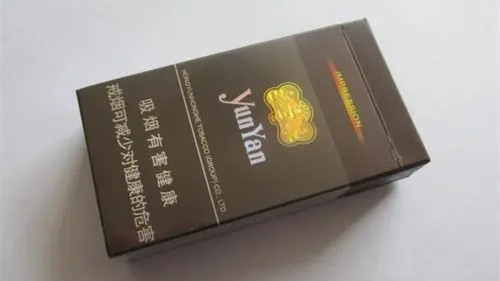 IMPRESSION
YunYan
HONGYUNHONGHE TOBACCO (GROUP) CO., LTD.
吸烟有害健康
戒烟可减少对健康的危害